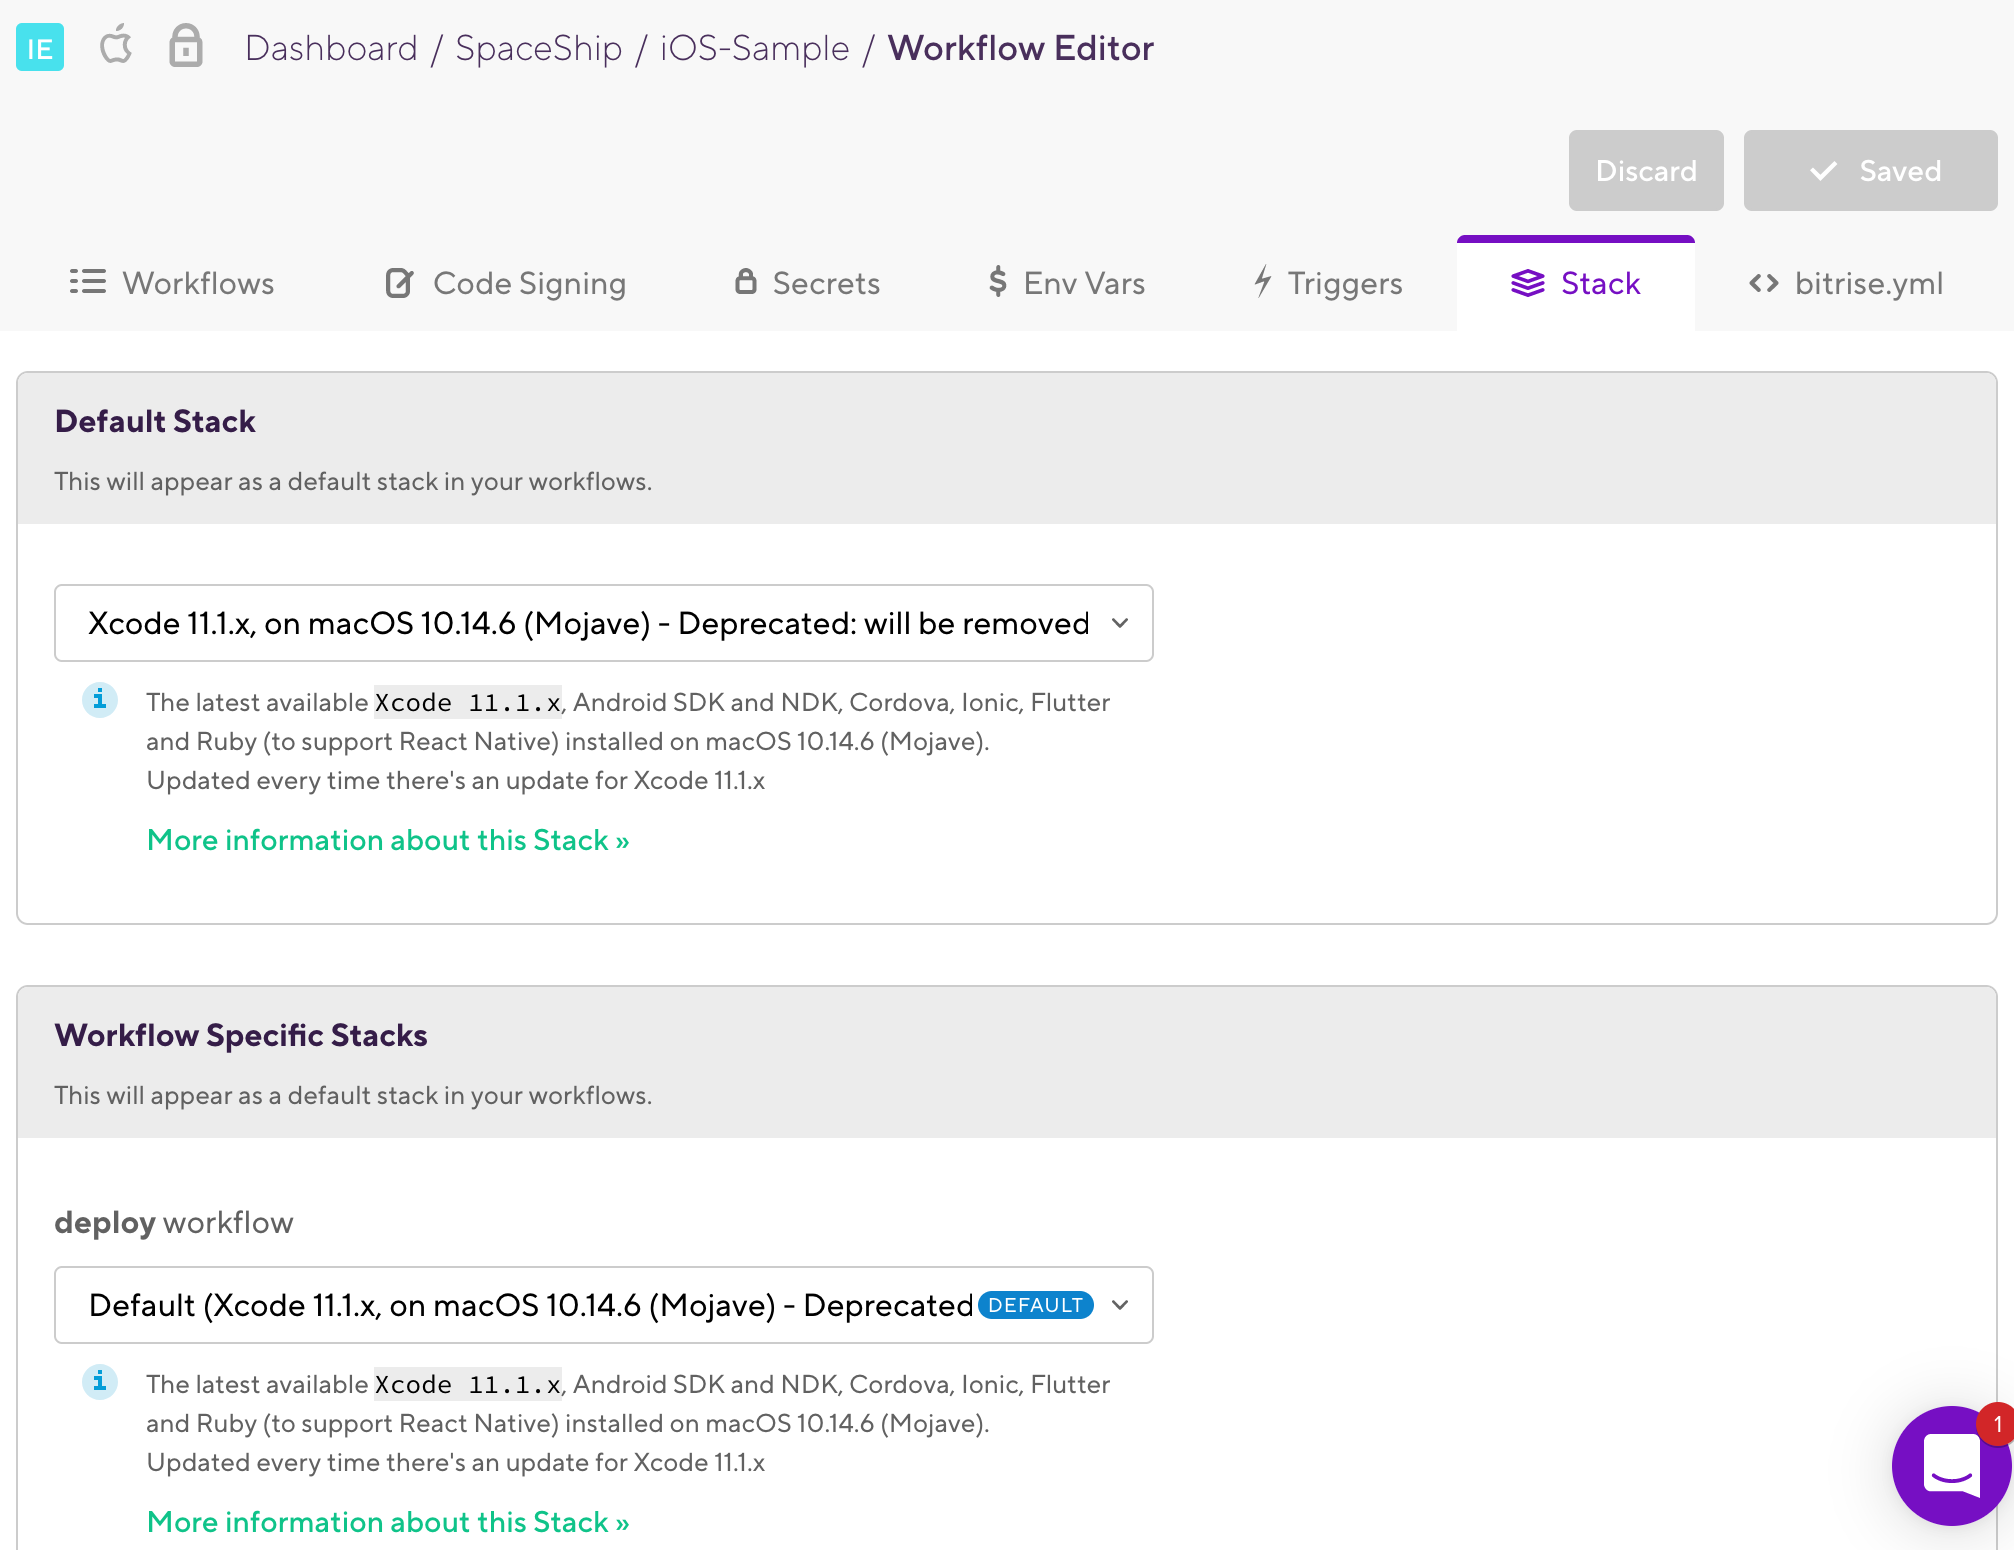 IE Dashboard / SpaceShip / iOS-Sample / Workflow Editor
Discard Saved
Workflows Code Signing Secrets $ Env Vars Triggers Stack <> bitrise.yml
Default Stack
This will appear as a default stack in your workflows.
Xcode 11.1.x, on macOS 10.14.6 (Mojave) - Deprecated: will be removed
i The latest available Xcode 11.1.x, Android SDK and NDK, Cordova, Ionic, Flutter
and Ruby (to support React Native) installed on macOS 10.14.6 (Mojave).
Updated every time there's an update for Xcode 11.1.x
More information about this Stack »
Workflow Specific Stacks
This will appear as a default stack in your workflows.
deploy workflow
Default (Xcode 11.1.x, on macOS 10.14.6 (Mojave) - Deprecated DEFAULT
i The latest available Xcode 11.1.x, Android SDK and NDK, Cordova, Ionic, Flutter
and Ruby (to support React Native) installed on macOS 10.14.6 (Mojave).
Updated every time there's an update for Xcode 11.1.x
1
More information about this Stack »